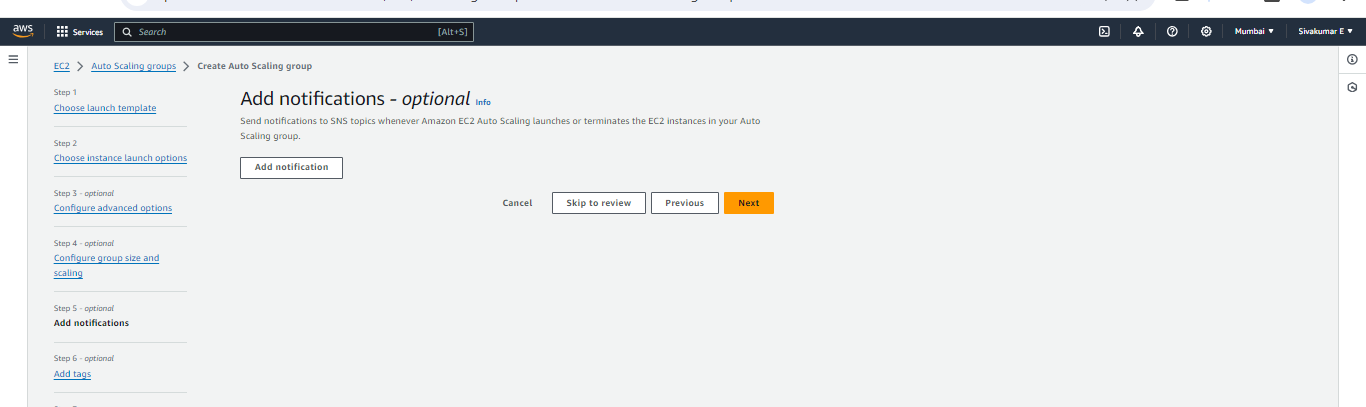 aws
Services
Search
[Alt+S]
Mumbai ▼
Sivakumar E ▼
EC2 > Auto Scaling groups > Create Auto Scaling group
Step 1
Choose launch template
Step 2
Choose instance launch options
Step 3 - optional
Configure advanced options
Step 4 - optional
Configure group size and
scaling
Step 5 - optional
Add notifications
Step 6 - optional
Add tags
Add notifications - optional Info
Send notifications to SNS topics whenever Amazon EC2 Auto Scaling launches or terminates the EC2 instances in your Auto
Scaling group.
Add notification
Cancel
Skip to review
Previous
Next